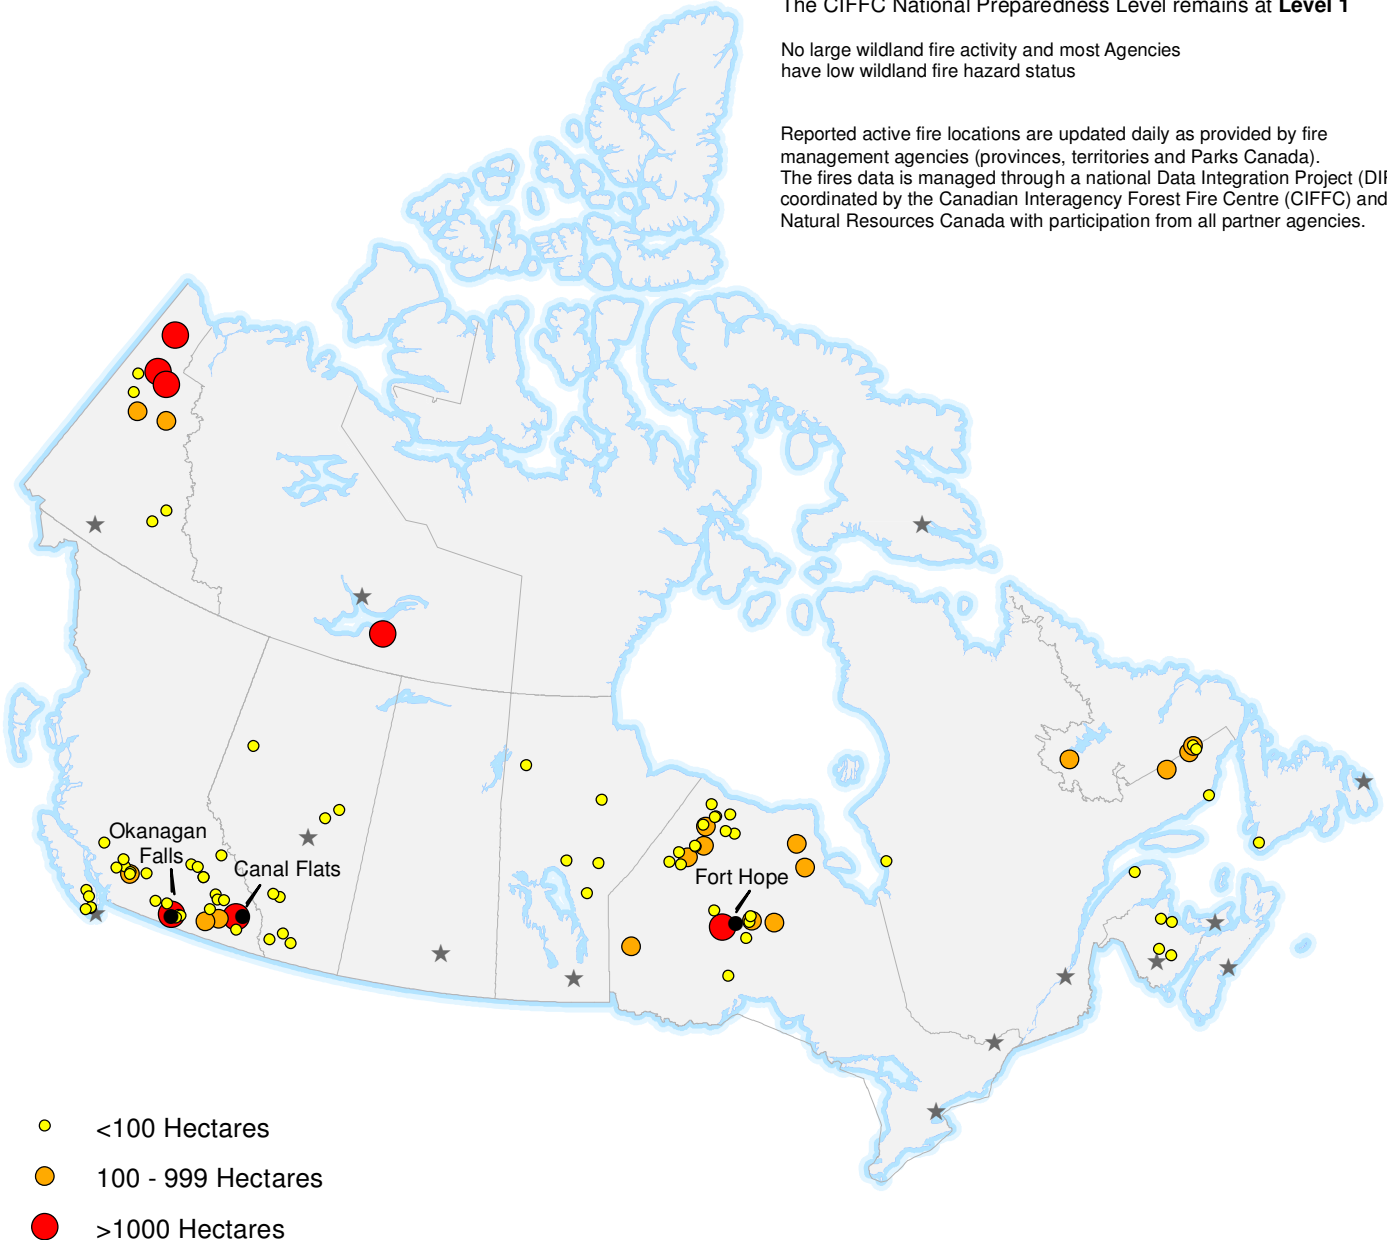 The CIFFC National Preparedness Level remains at Level 1
No large wildland fire activity and most Agencies
have low wildland fire hazard status
Reported active fire locations are updated daily as provided by fire
management agencies (provinces, territories and Parks Canada).
The fires data is managed through a national Data Integration Project (DIP
coordinated by the Canadian Interagency Forest Fire Centre (CIFFC) and
Natural Resources Canada with participation from all partner agencies.
Okanagan
Falls
Canal Flats
Fort Hope
<100 Hectares
100 - 999 Hectares
>1000 Hectares